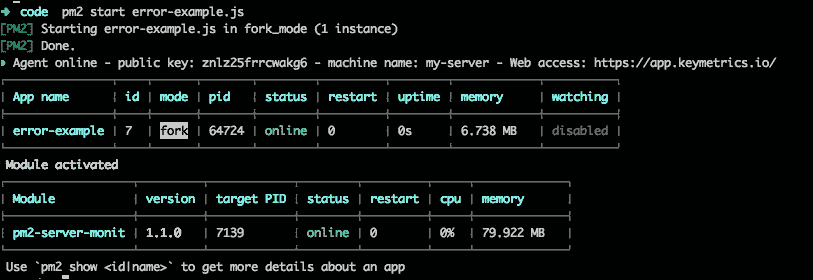 ➜ code pm2 start error-example.js
[PM2] Starting error-example.js in fork_mode (1 instance)
[PM2] Done.
Agent online - public key: znlz25frrcwakg6 - machine name: my-server - Web access: https://app.keymetrics.io/
App name id mode pid status restart uptime memory watching
error-example 7 fork 64724 online 0 0s 6.738 MB disabled
Module activated
Module version target PID status restart cpu memory
pm2-server-monit 1.1.0 7139 online 0 0% 79.922 MB
Use `pm2 show <id|name>` to get more details about an app